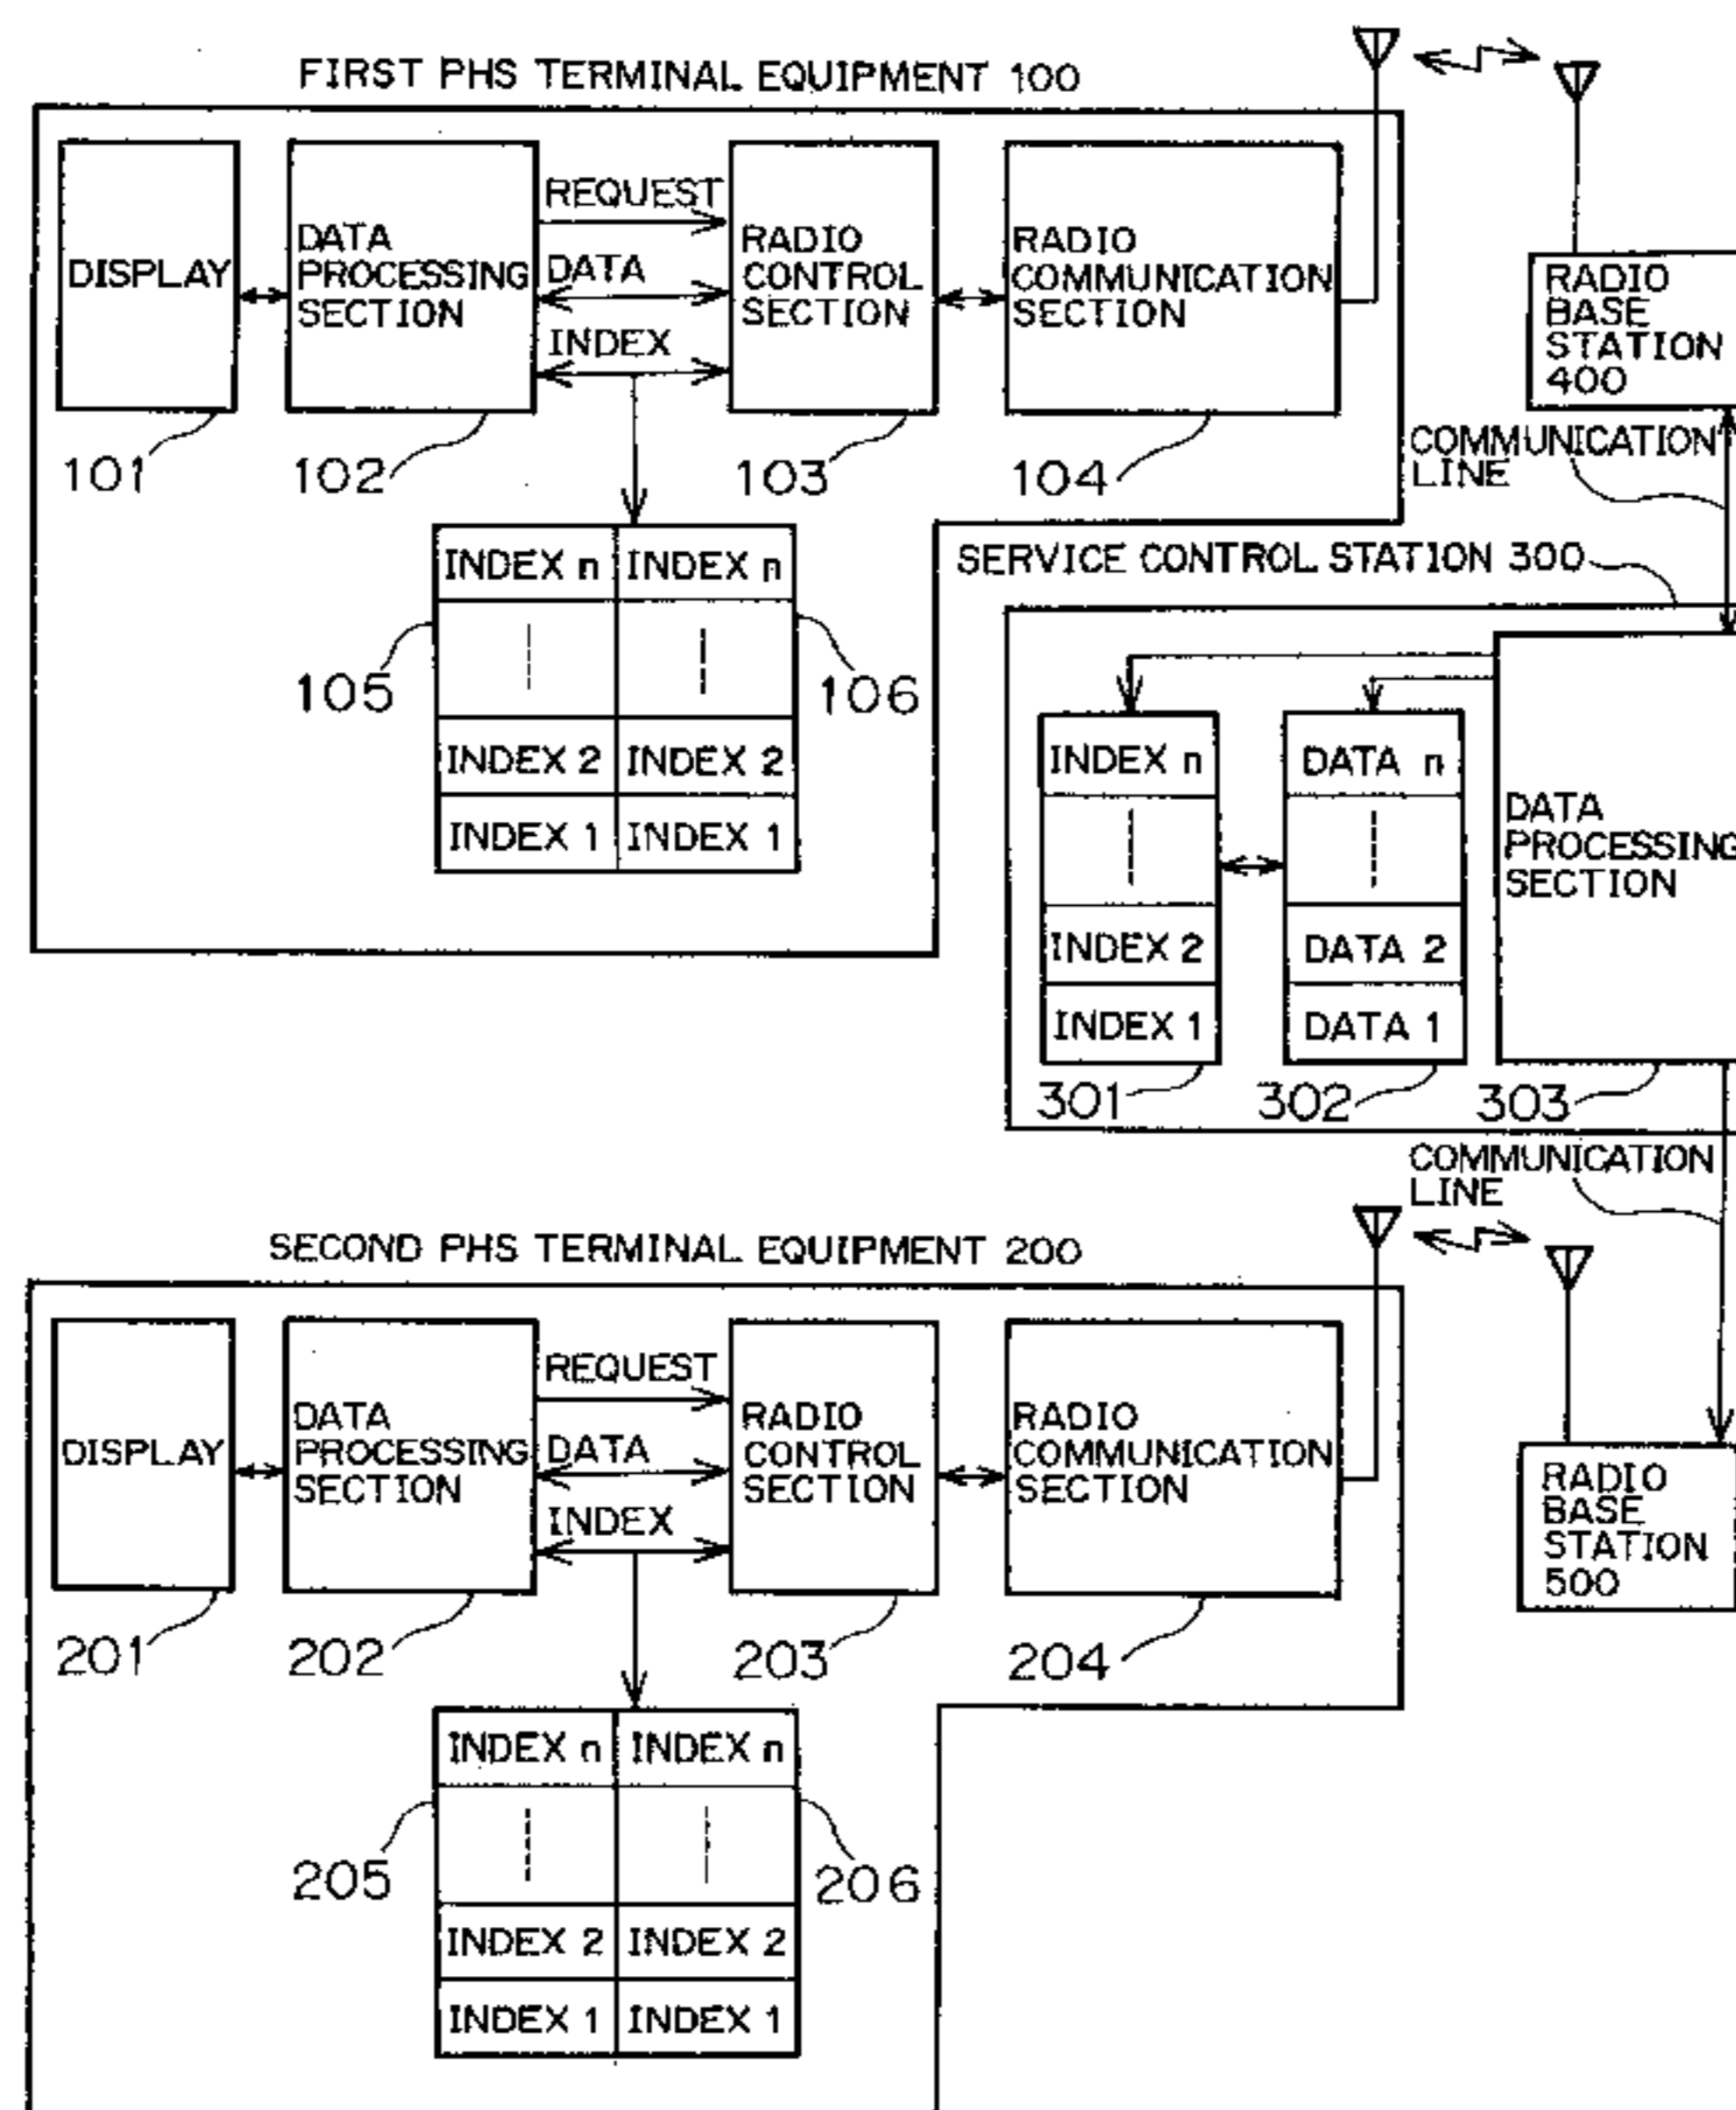 FIRST PHS TERMINAL EQUIPMENT 100
DISPLAY
DATA
PROCESSING
SECTION
REQUEST
DATA
INDEX
RADIO
CONTROL
SECTION
RADIO
COMMUNICATION
SECTION
RADIO
BASE
STATION
400
101
102
103
104
COMMUNICATION
LINE
INDEX n
INDEX n
105
106
INDEX 2
INDEX 2
INDEX 1
INDEX 1
SERVICE CONTROL STATION 300
INDEX n
DATA n
DATA
PROCESSING
SECTION
INDEX 2
DATA 2
INDEX 1
DATA 1
301
302
303
COMMUNICATION
LINE
SECOND PHS TERMINAL EQUIPMENT 200
DISPLAY
DATA
PROCESSING
SECTION
REQUEST
DATA
INDEX
RADIO
CONTROL
SECTION
RADIO
COMMUNICATION
SECTION
RADIO
BASE
STATION
500
201
202
203
204
INDEX n
INDEX n
205
206
INDEX 2
INDEX 2
INDEX 1
INDEX 1